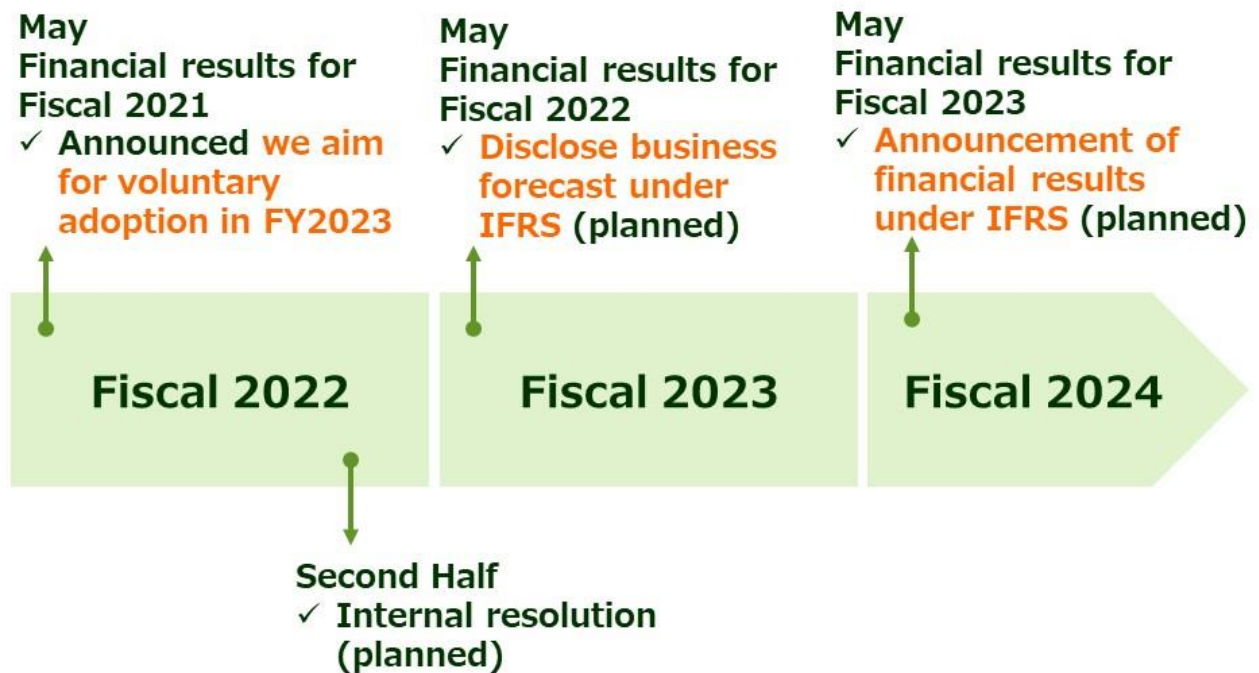 May
Financial results for
Fiscal 2021
✓ Announced we aim
for voluntary
adoption in FY2023
May
Financial results for
Fiscal 2022
✓ Disclose business
forecast under
IFRS (planned)
May
Financial results for
Fiscal 2023
✓ Announcement of
financial results
under IFRS (planned)
Fiscal 2022
Fiscal 2023
Fiscal 2024
Second Half
✓ Internal resolution
(planned)